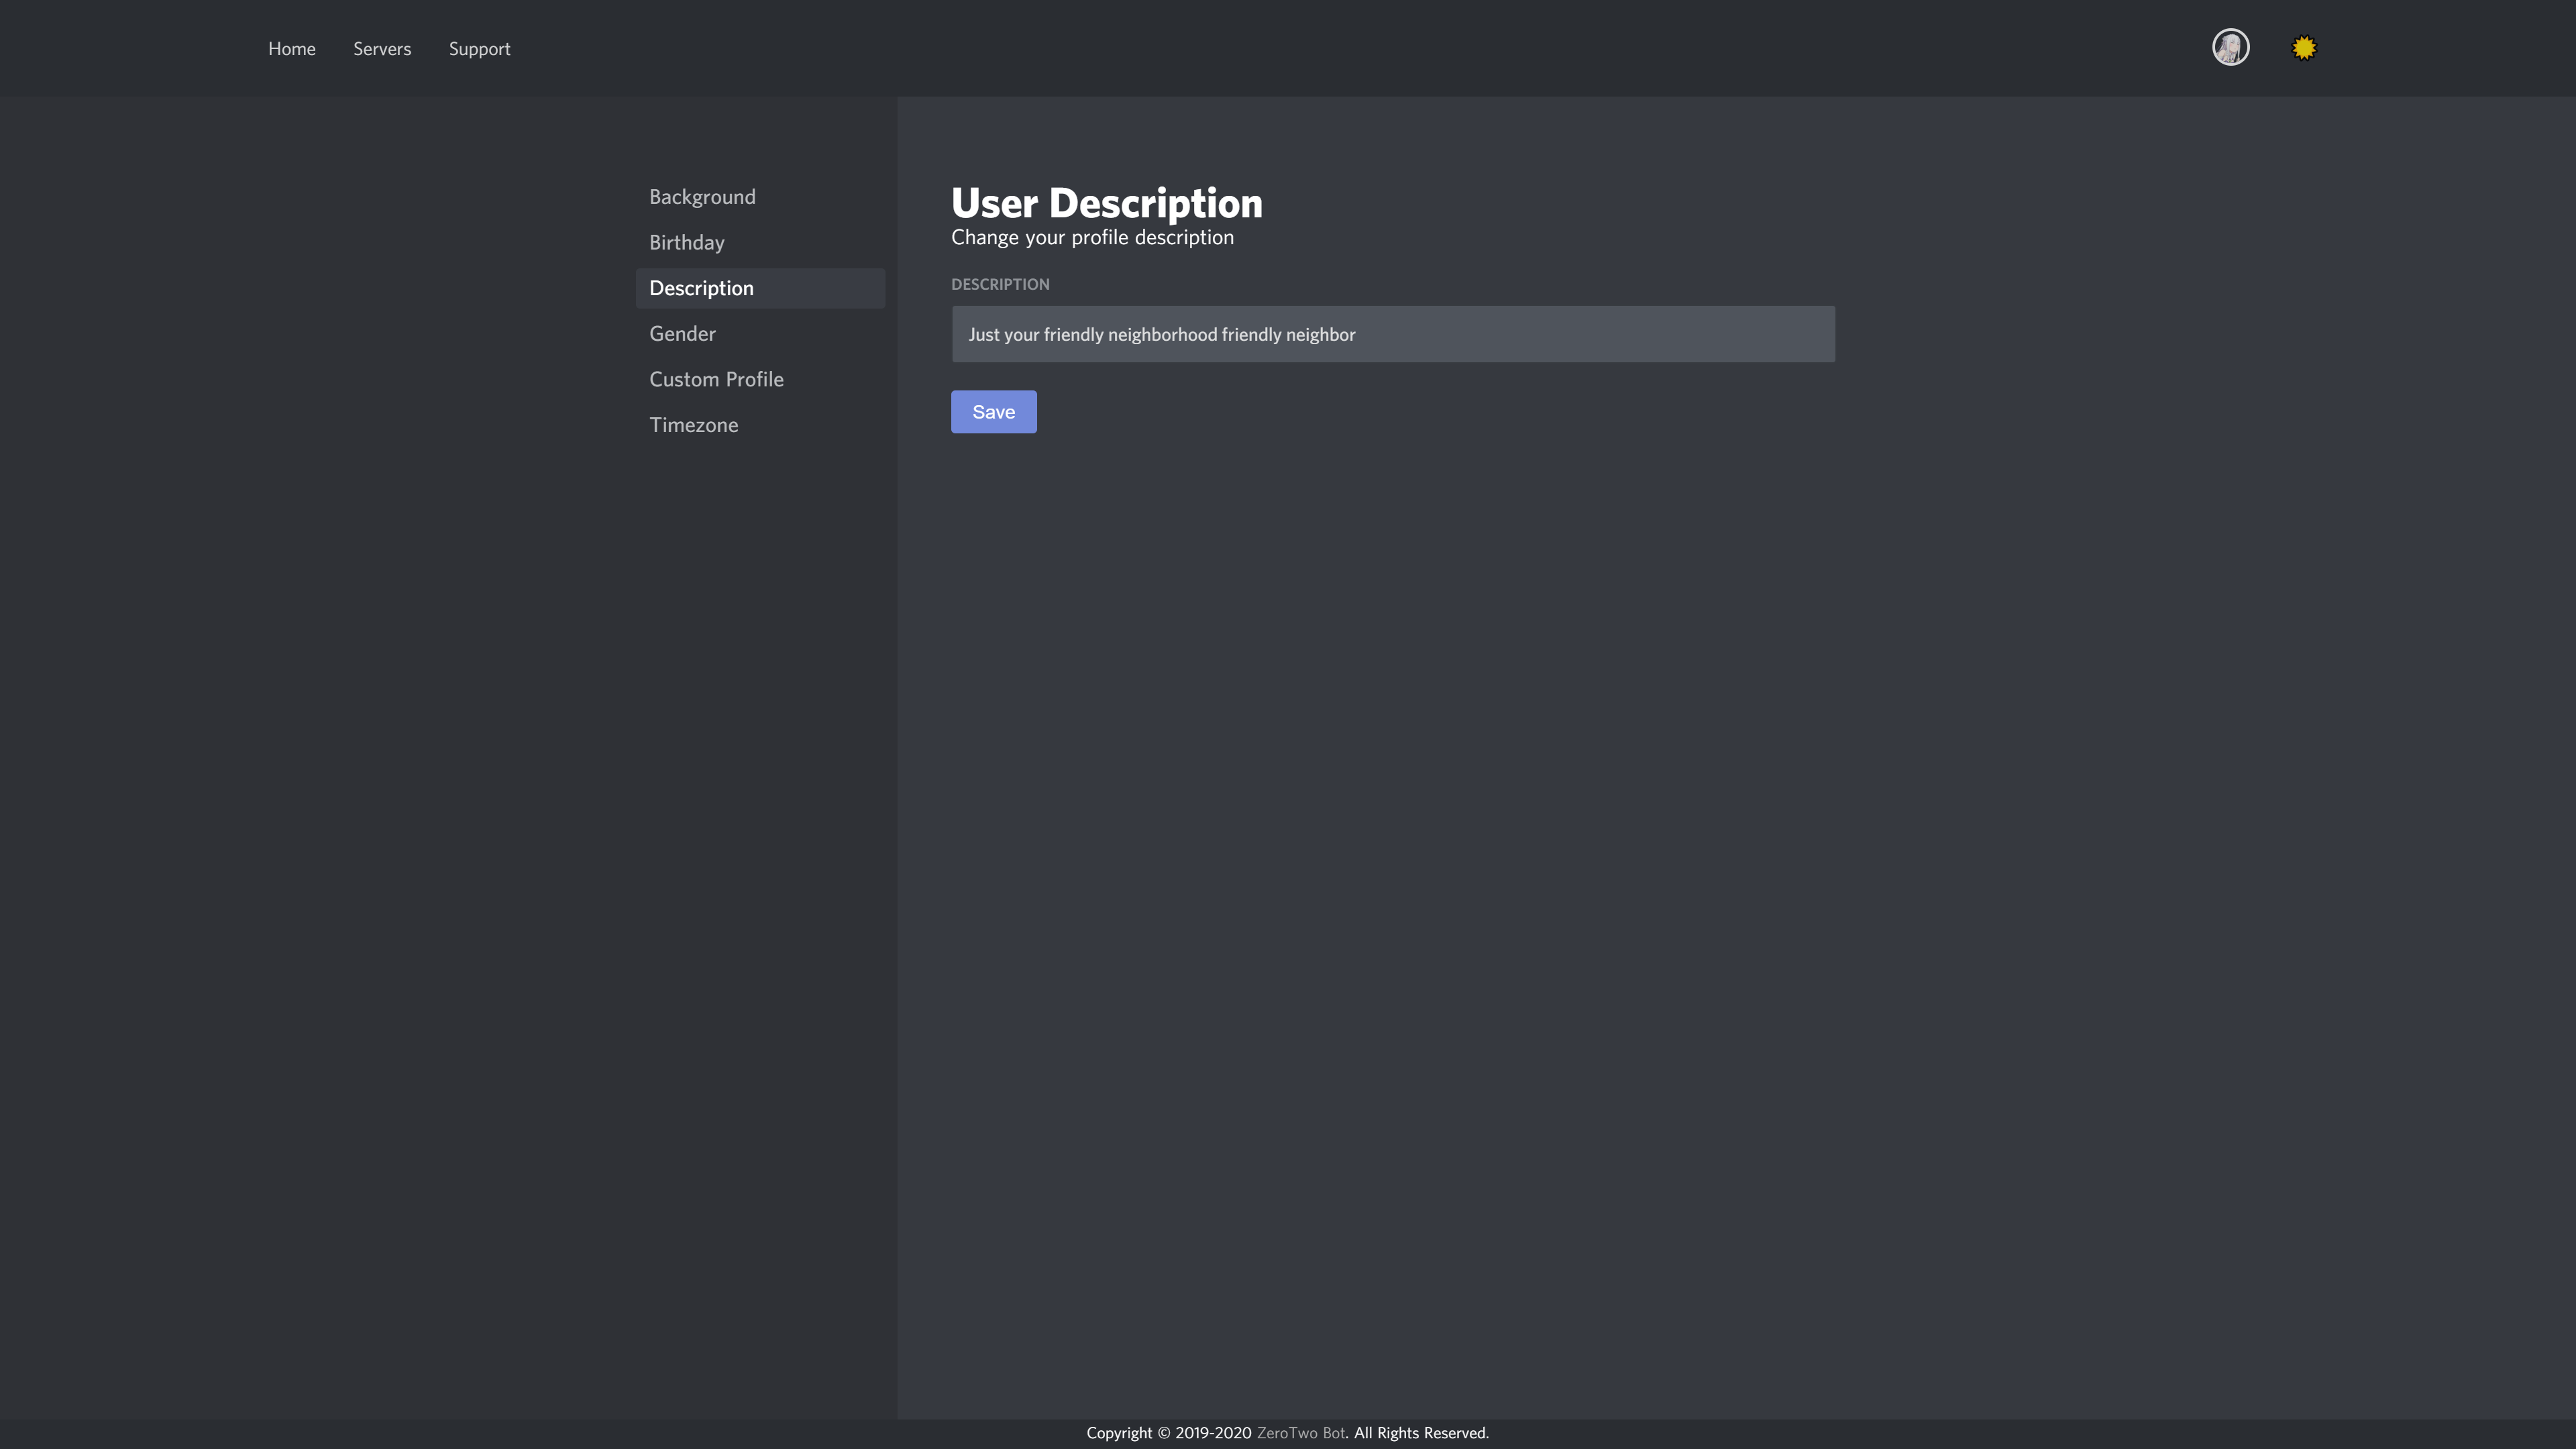 Home
Servers
Support
Background
Birthday
Description
Gender
Custom Profile
Timezone
User Description
Change your profile description
DESCRIPTION
Just your friendly neighborhood friendly neighbor
Save
Copyright © 2019-2020 ZeroTwo Bot. All Rights Reserved.